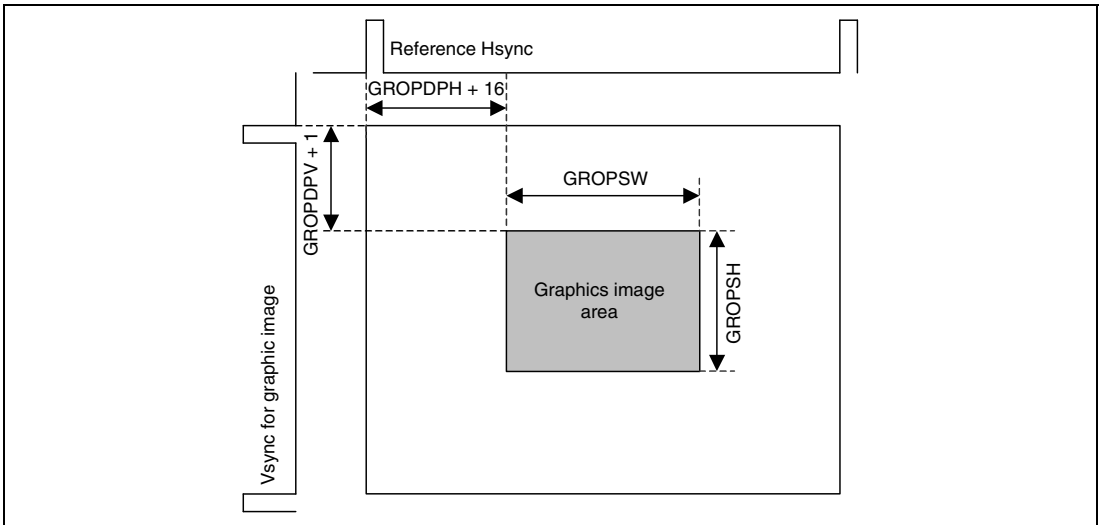 Reference Hsync
GROPDPH + 16
GROPDPV + 1
GROPSW
Graphics image
area
GROPSH
Vsync for graphic image